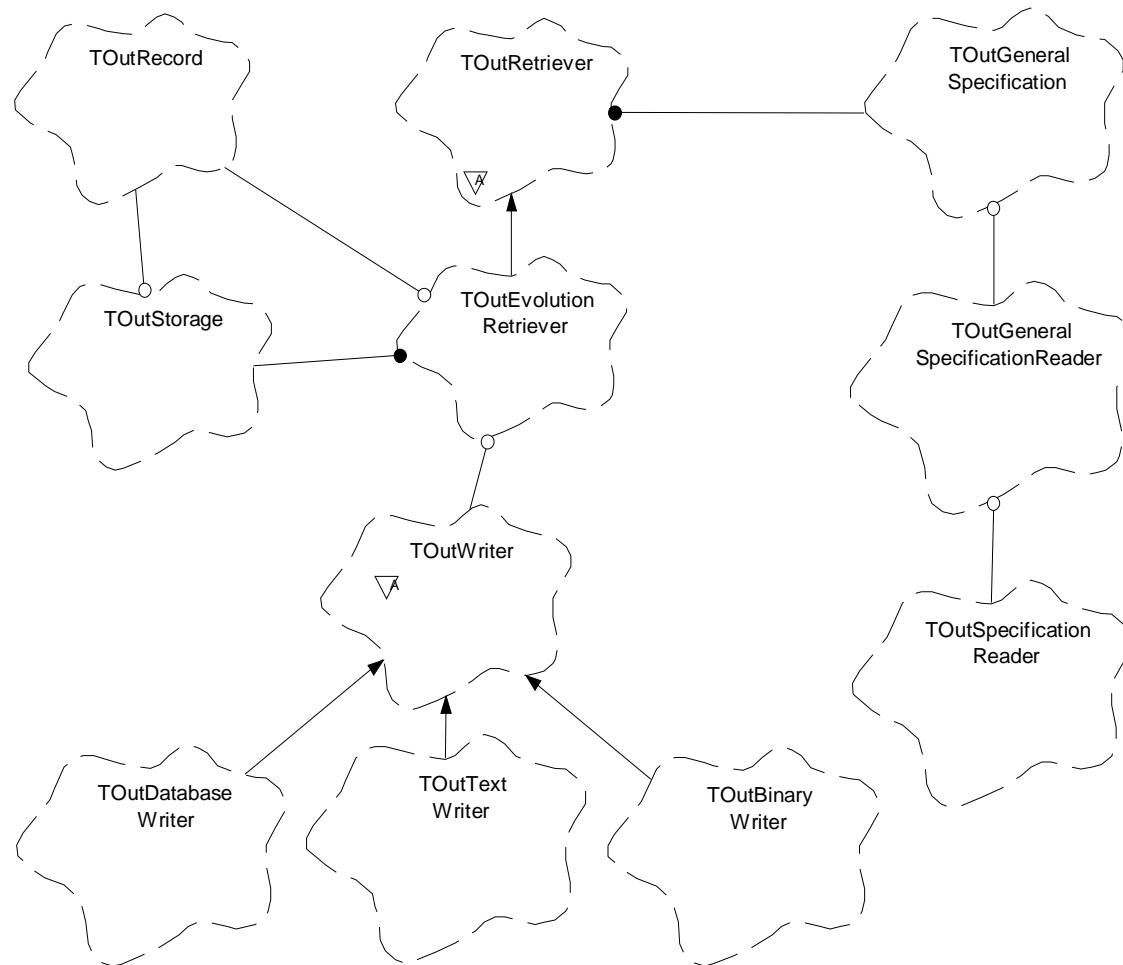 TOutRecord
TOutRetriever
TOutGeneral
Specification
A
TOutStorage
TOutEvolution
Retriever
TOutGeneral
SpecificationReader
TOutWriter
A
TOutSpecification
Reader
TOutDatabase
Writer
TOutText
Writer
TOutBinary
Writer